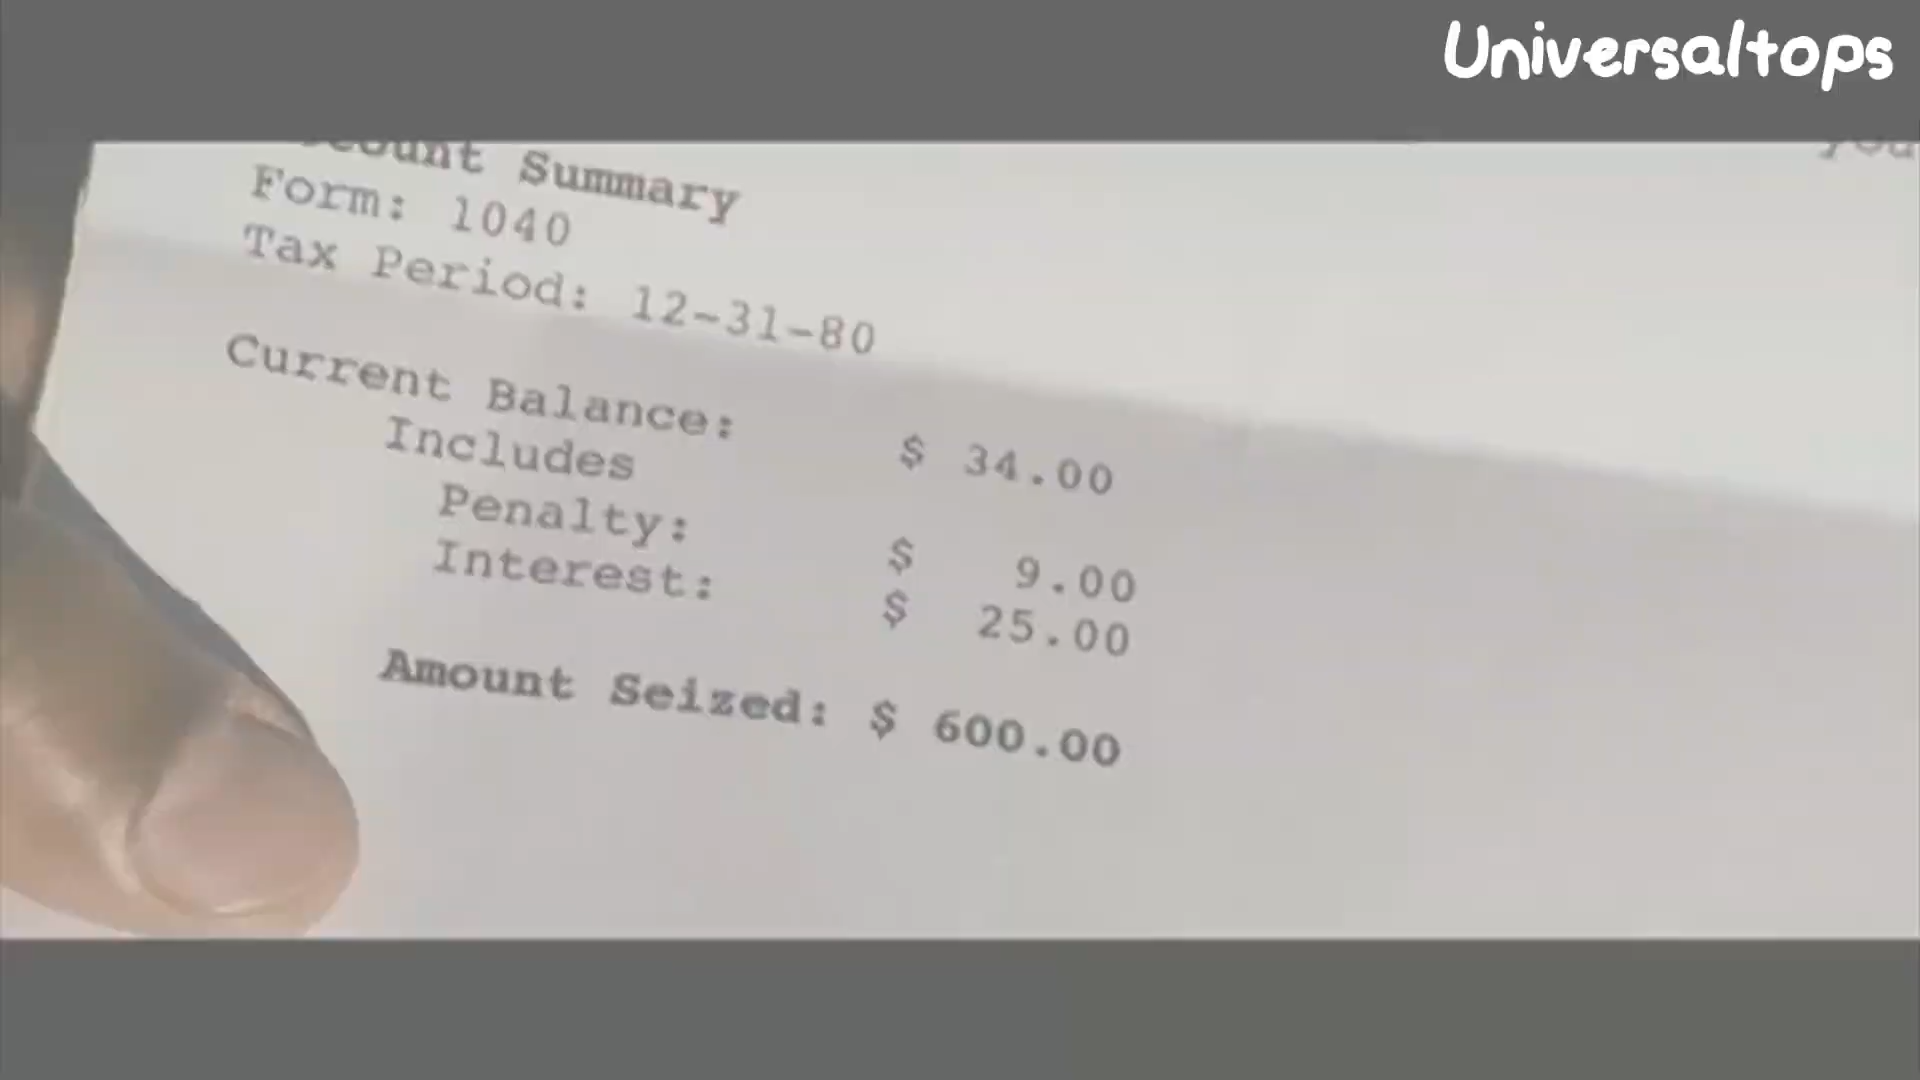 Universaltops
Account Summary
Form: 1040
Tax Period: 12-31-80
Current Balance: $ 34.00
Includes
Penalty: $ 9.00
Interest: $ 25.00
Amount Seized: $ 600.00